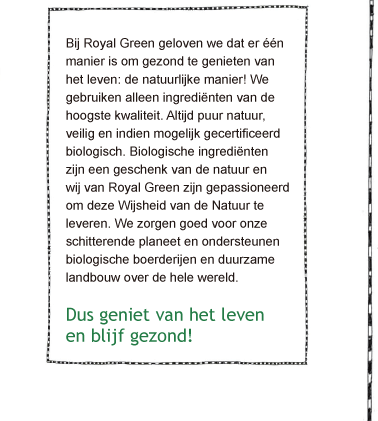 Bij Royal Green geloven we dat er één
manier is om gezond te genieten van
het leven: de natuurlijke manier! We
gebruiken alleen ingrediënten van de
hoogste kwaliteit. Altijd puur natuur,
veilig en indien mogelijk gecertificeerd
biologisch. Biologische ingrediënten
zijn een geschenk van de natuur en
wij van Royal Green zijn gepassioneerd
om deze Wijsheid van de Natuur te
leveren. We zorgen goed voor onze
schitterende planeet en ondersteunen
biologische boerderijen en duurzame
landbouw over de hele wereld.
Dus geniet van het leven
en blijf gezond!